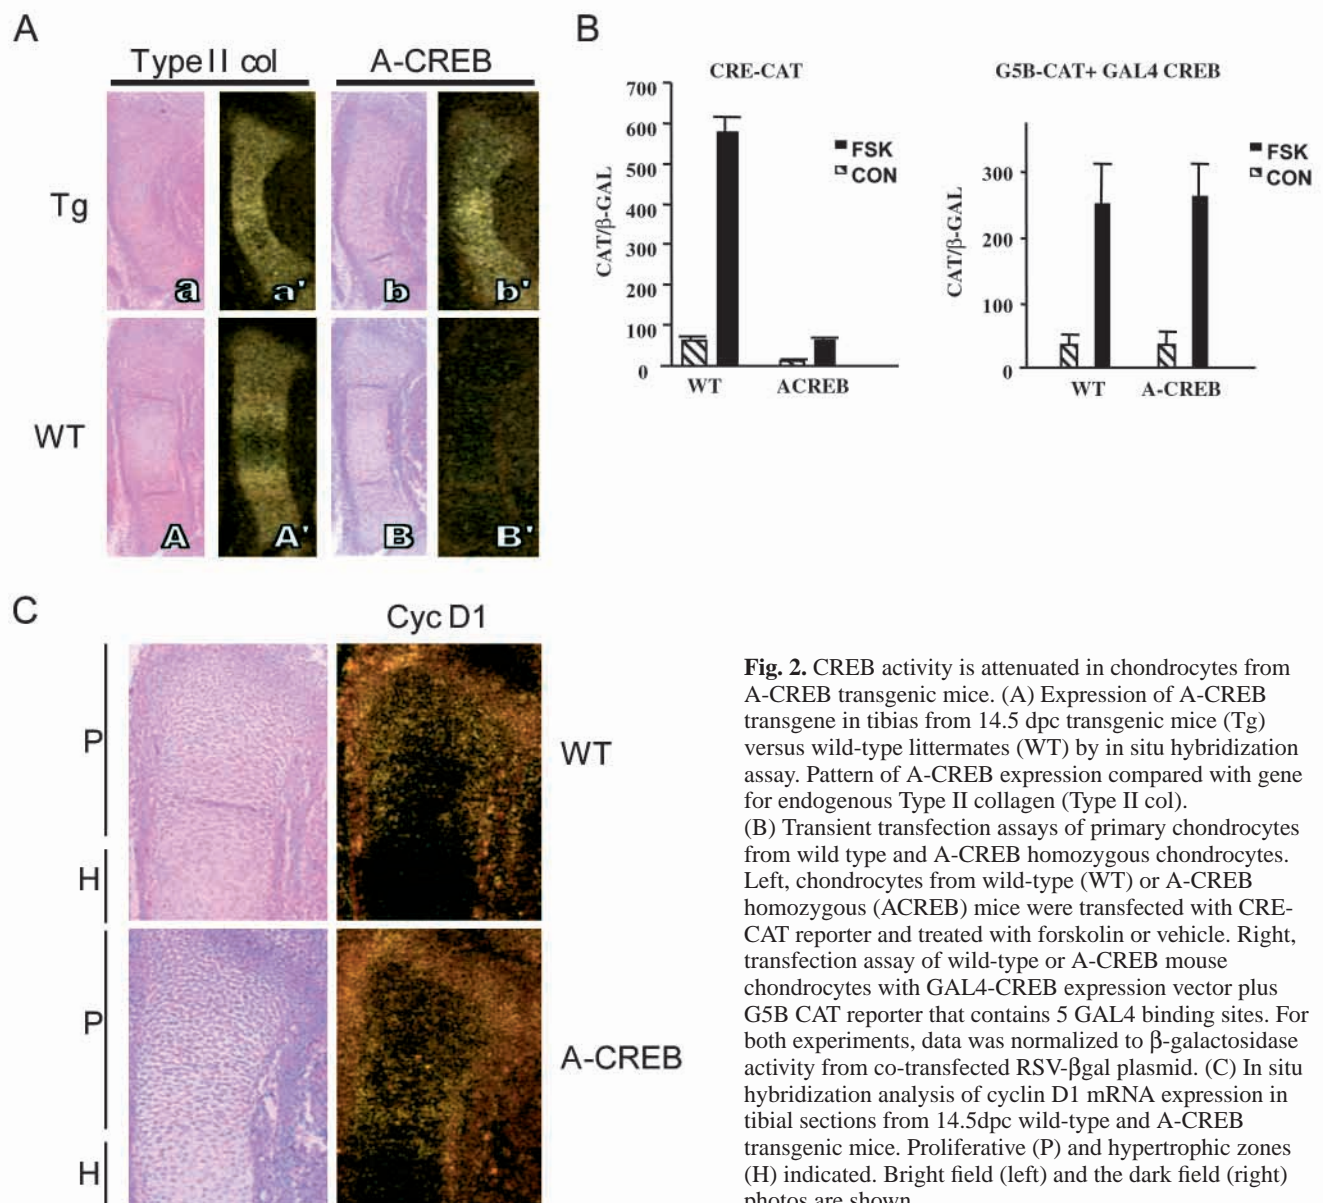 A
Type II col
A-CREB
Tg
a
a'
b
b'
WT
A
A'
B
B'
B
CRE-CAT
700
600
500
400
300
200
100
0
CAT/β-GAL
FSK
CON
WT
ACREB
G5B-CAT+ GAL4 CREB
300
200
100
0
CAT/β-GAL
FSK
CON
WT
A-CREB
C
Cyc D1
P
H
WT
P
H
A-CREB
Fig. 2. CREB activity is attenuated in chondrocytes from
A-CREB transgenic mice. (A) Expression of A-CREB
transgene in tibias from 14.5 dpc transgenic mice (Tg)
versus wild-type littermates (WT) by in situ hybridization
assay. Pattern of A-CREB expression compared with gene
for endogenous Type II collagen (Type II col).
(B) Transient transfection assays of primary chondrocytes
from wild type and A-CREB homozygous chondrocytes.
Left, chondrocytes from wild-type (WT) or A-CREB
homozygous (ACREB) mice were transfected with CRE-
CAT reporter and treated with forskolin or vehicle. Right,
transfection assay of wild-type or A-CREB mouse
chondrocytes with GAL4-CREB expression vector plus
G5B CAT reporter that contains 5 GAL4 binding sites. For
both experiments, data was normalized to β-galactosidase
activity from co-transfected RSV-βgal plasmid. (C) In situ
hybridization analysis of cyclin D1 mRNA expression in
tibial sections from 14.5dpc wild-type and A-CREB
transgenic mice. Proliferative (P) and hypertrophic zones
(H) indicated. Bright field (left) and the dark field (right)
photos are shown